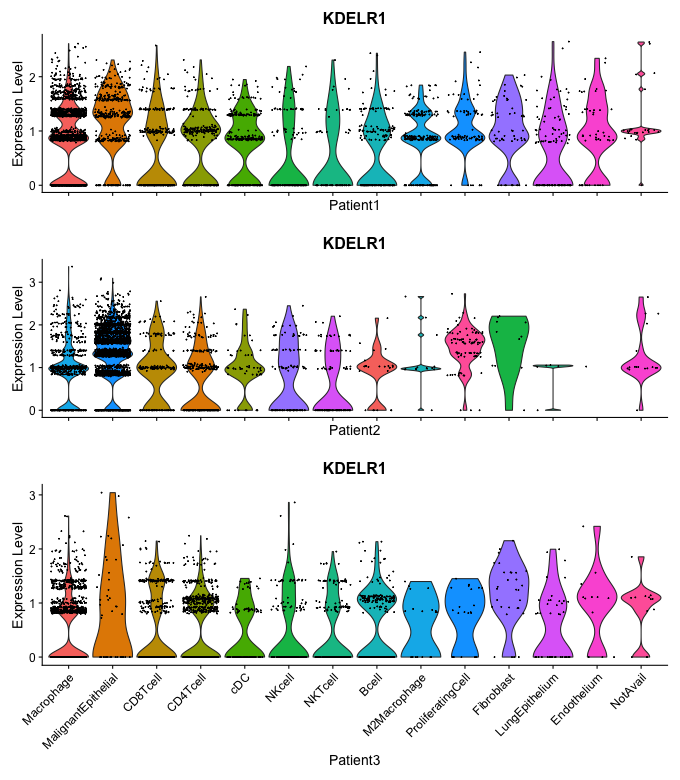 KDELR1
Expression Level
2
1
0
Patient1
KDELR1
Expression Level
3
2
1
0
Patient2
KDELR1
Expression Level
3
2
1
0
Macrophage
MalignantEpithelial
CD8Tcell
CD4Tcell
cDC
NKcell
NKTcell
Bcell
M2Macrophage
ProliferatingCell
Fibroblast
LungEpithelium
Endothelium
NotAvail
Patient3